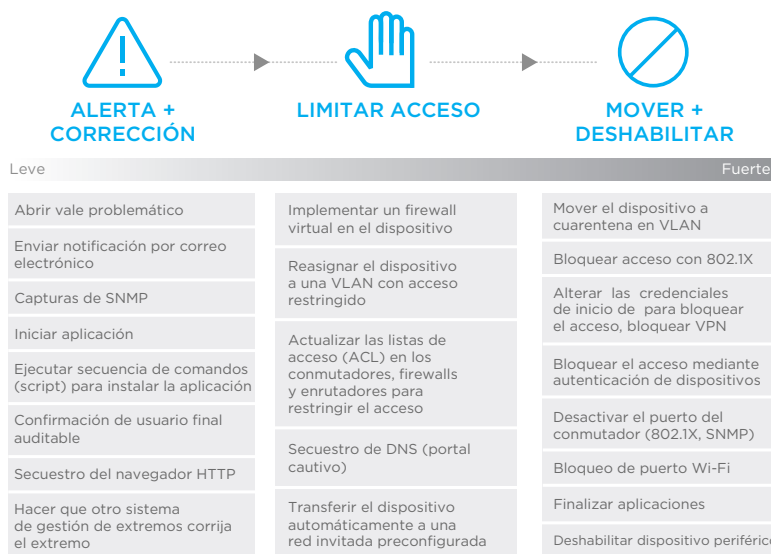 ALERTA +
CORRECCIÓN
LIMITAR ACCESO
MOVER +
DESHABILITAR
Leve
Fuerte
Abrir vale problemático
Enviar notificación por correo
electrónico
Capturas de SNMP
Iniciar aplicación
Ejecutar secuencia de comandos
(script) para instalar la aplicación
Confirmación de usuario final
auditable
Secuestro del navegador HTTP
Hacer que otro sistema
de gestión de extremos corrija
el extremo
Implementar un firewall
virtual en el dispositivo
Reasignar el dispositivo
a una VLAN con acceso
restringido
Actualizar las listas de
acceso (ACL) en los
conmutadores, firewalls
y enrutadores para
restringir el acceso
Secuestro de DNS (portal
cautivo)
Transferir el dispositivo
automáticamente a una
red invitada preconfigurada
Mover el dispositivo a
cuarentena en VLAN
Bloquear acceso con 802.1X
Alterar las credenciales
de inicio de para bloquear
el acceso, bloquear VPN
Bloquear el acceso mediante
autenticación de dispositivos
Desactivar el puerto del
conmutador (802.1X, SNMP)
Bloqueo de puerto Wi-Fi
Finalizar aplicaciones
Deshabilitar dispositivo periférico